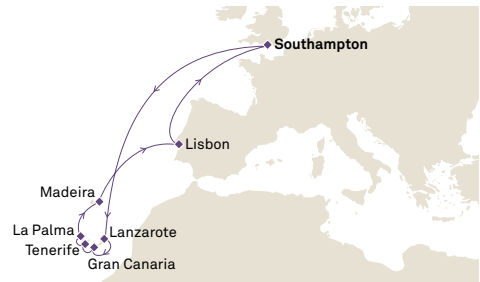 Southampton
Lisbon
Madeira
La Palma
Lanzarote
Tenerife
Gran Canaria